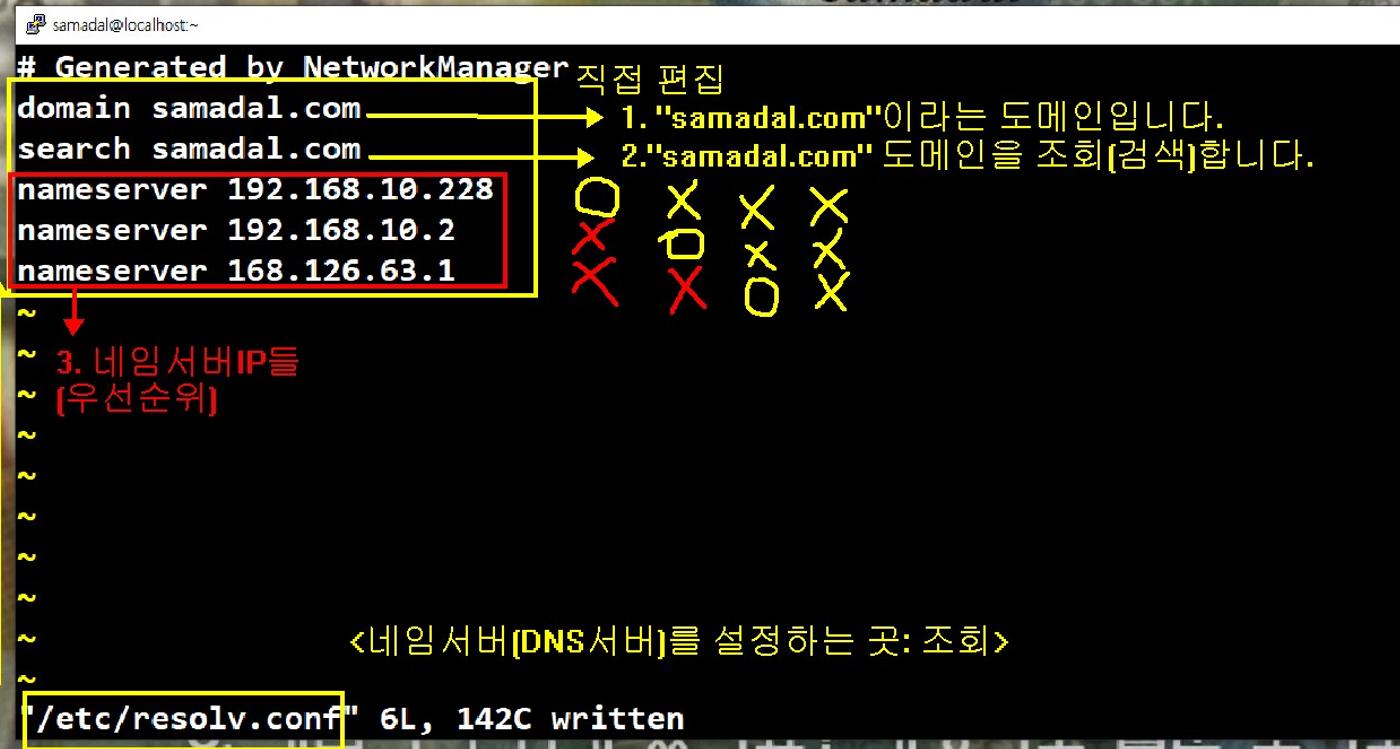 samadal@localhost:~
# Generated by NetworkManager
직접 편집
domain samadal.com
1. "samadal.com"이라는 도메인입니다.
search samadal.com
2."samadal.com" 도메인을 조회(검색)합니다.
nameserver 192.168.10.228 O X X X
nameserver 192.168.10.2 X O X X
nameserver 168.126.63.1 X X O X
~
~
3. 네임서버IP들
~
(우선순위)
~
~
~
~
~
~
<네임서버(DNS서버)를 설정하는 곳: 조회>
~
"/etc/resolv.conf" 6L, 142C written